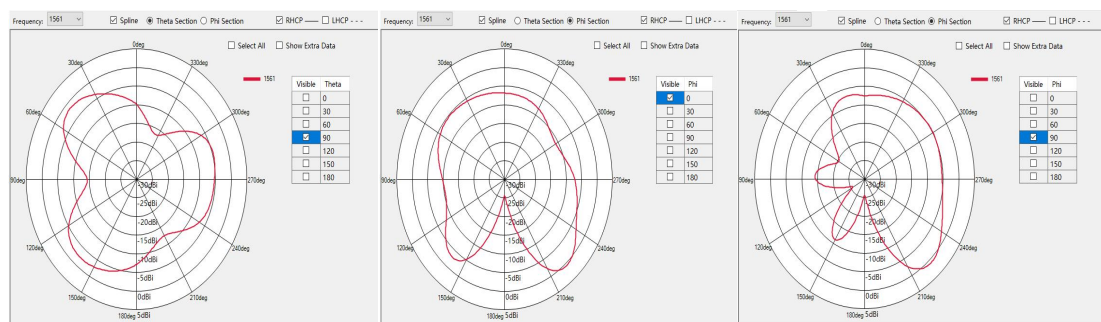 Frequency: 1561 Spline Theta Section Phi Section RHCP —— LHCP - - -
0deg Select All Show Extra Data
30deg 330deg
1561
Visible Theta
0
30
60
90
120
150
180
60deg 300deg
90deg 270deg
-30dBi
-25dBi
-20dBi
120deg 240deg
-15dBi
-10dBi
-5dBi
150deg 0dBi 210deg
180deg 5dBi
Frequency: 1561 Spline Theta Section Phi Section RHCP —— LHCP - - -
0deg Select All Show Extra Data
30deg 330deg
1561
Visible Phi
0
30
60
90
120
150
180
60deg 300deg
90deg 270deg
-30dBi
-25dBi
-20dBi
120deg 240deg
-15dBi
-10dBi
-5dBi
150deg 0dBi 210deg
180deg 5dBi
Frequency: 1561 Spline Theta Section Phi Section RHCP —— LHCP - - -
0deg Select All Show Extra Data
30deg 330deg
1561
Visible Phi
0
30
60
90
120
150
180
60deg 300deg
90deg 270deg
-30dBi
-25dBi
-20dBi
120deg 240deg
-15dBi
-10dBi
-5dBi
150deg 0dBi 210deg
180deg 5dBi